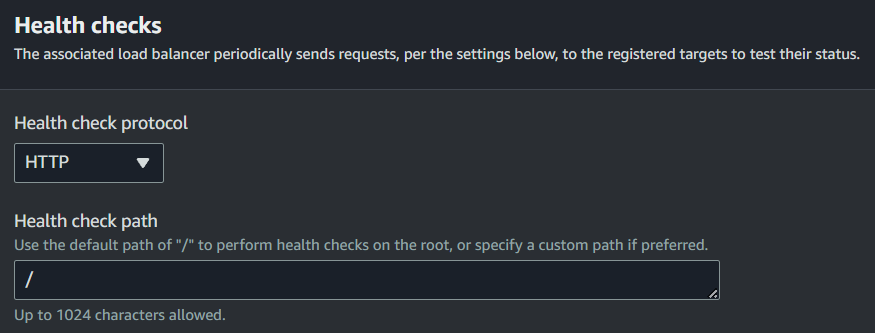 Health checks
The associated load balancer periodically sends requests, per the settings below, to the registered targets to test their status.
Health check protocol
HTTP
Health check path
Use the default path of "/" to perform health checks on the root, or specify a custom path if preferred.
/
Up to 1024 characters allowed.